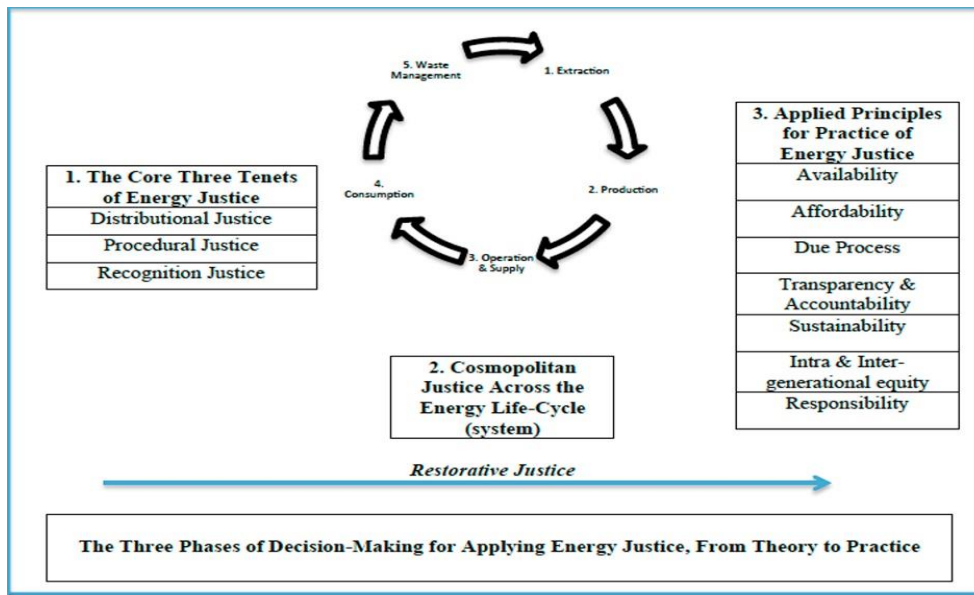 5. Waste
Management
1. Extraction
2. Production
3. Operation
& Supply
4.
Consumption
1. The Core Three Tenets
of Energy Justice
Distributional Justice
Procedural Justice
Recognition Justice
2. Cosmopolitan
Justice Across the
Energy Life-Cycle
(system)
3. Applied Principles
for Practice of
Energy Justice
Availability
Affordability
Due Process
Transparency &
Accountability
Sustainability
Intra & Inter-
generational equity
Responsibility
Restorative Justice
The Three Phases of Decision-Making for Applying Energy Justice, From Theory to Practice